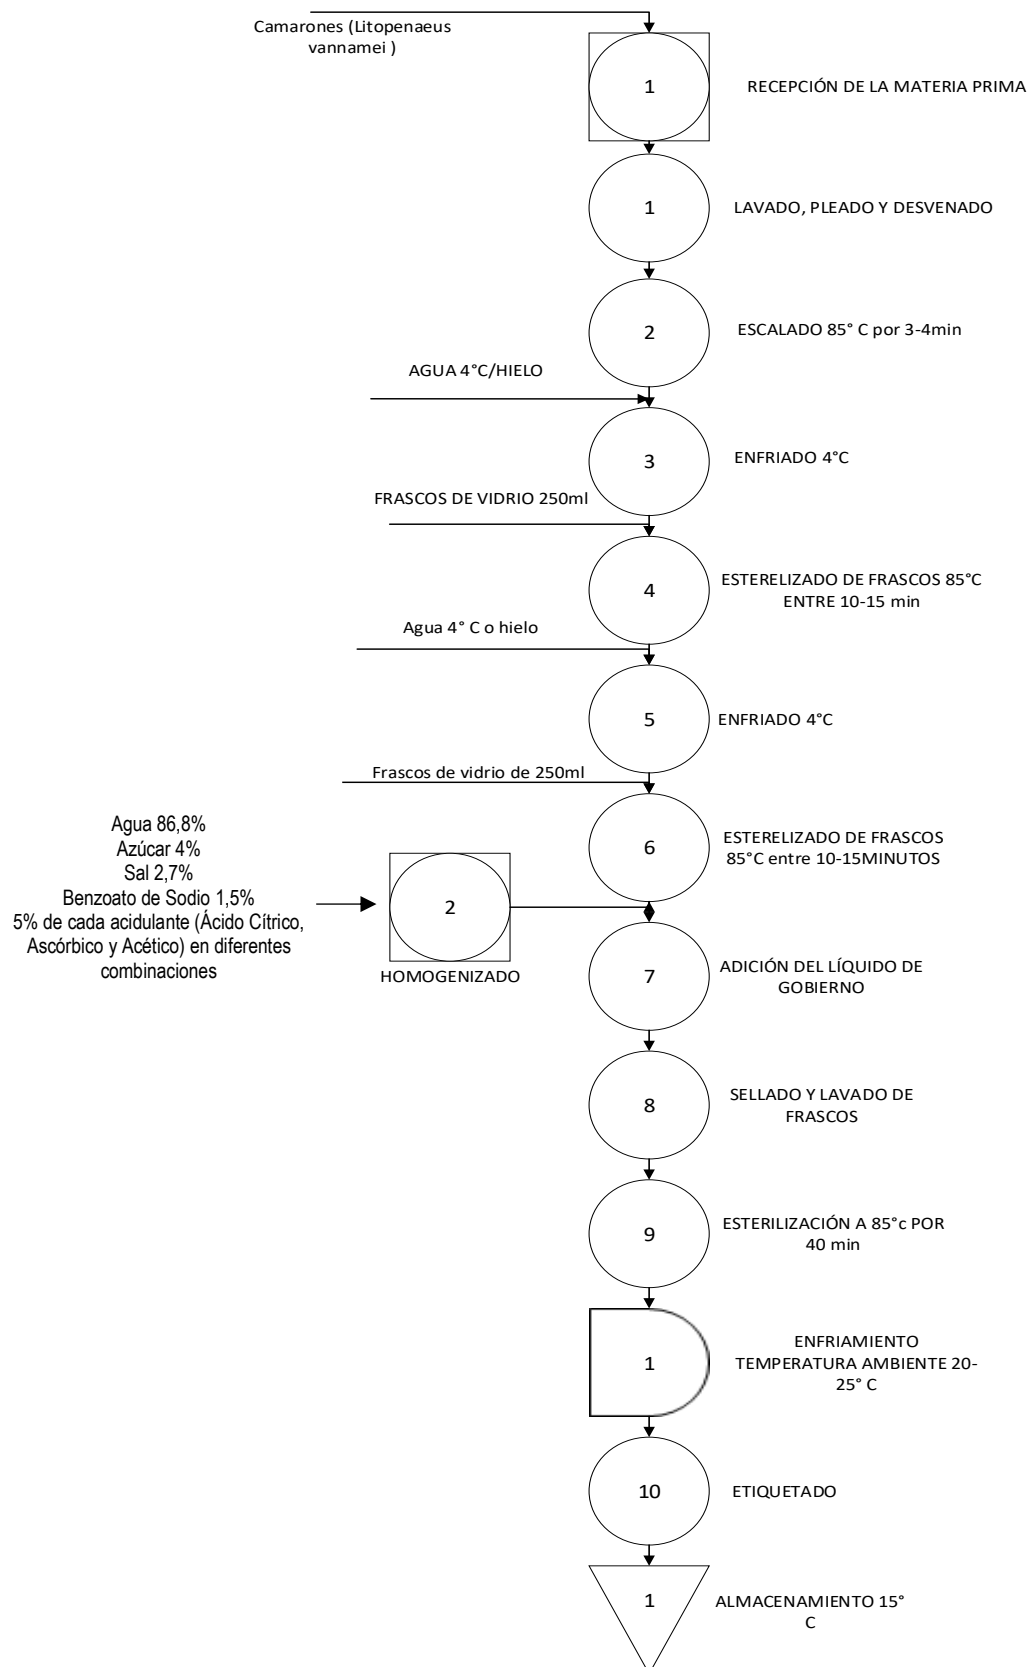 Camarones (Litopenaeus
vannamei )
1
RECEPCIÓN DE LA MATERIA PRIMA
1
LAVADO, PLEADO Y DESVENADO
2
ESCALADO 85° C por 3-4min
AGUA 4°C/HIELO
3
ENFRIADO 4°C
FRASCOS DE VIDRIO 250ml
4
ESTERELIZADO DE FRASCOS 85°C
ENTRE 10-15 min
Agua 4° C o hielo
5
ENFRIADO 4°C
Frascos de vidrio de 250ml
6
ESTERELIZADO DE FRASCOS
85°C entre 10-15MINUTOS
Agua 86,8%
Azúcar 4%
Sal 2,7%
Benzoato de Sodio 1,5%
5% de cada acidulante (Ácido Cítrico,
Ascórbico y Acético) en diferentes
combinaciones
2
HOMOGENIZADO
7
ADICIÓN DEL LÍQUIDO DE
GOBIERNO
8
SELLADO Y LAVADO DE
FRASCOS
9
ESTERILIZACIÓN A 85°c POR
40 min
1
ENFRIAMIENTO
TEMPERATURA AMBIENTE 20-
25° C
10
ETIQUETADO
1
ALMACENAMIENTO 15°
C